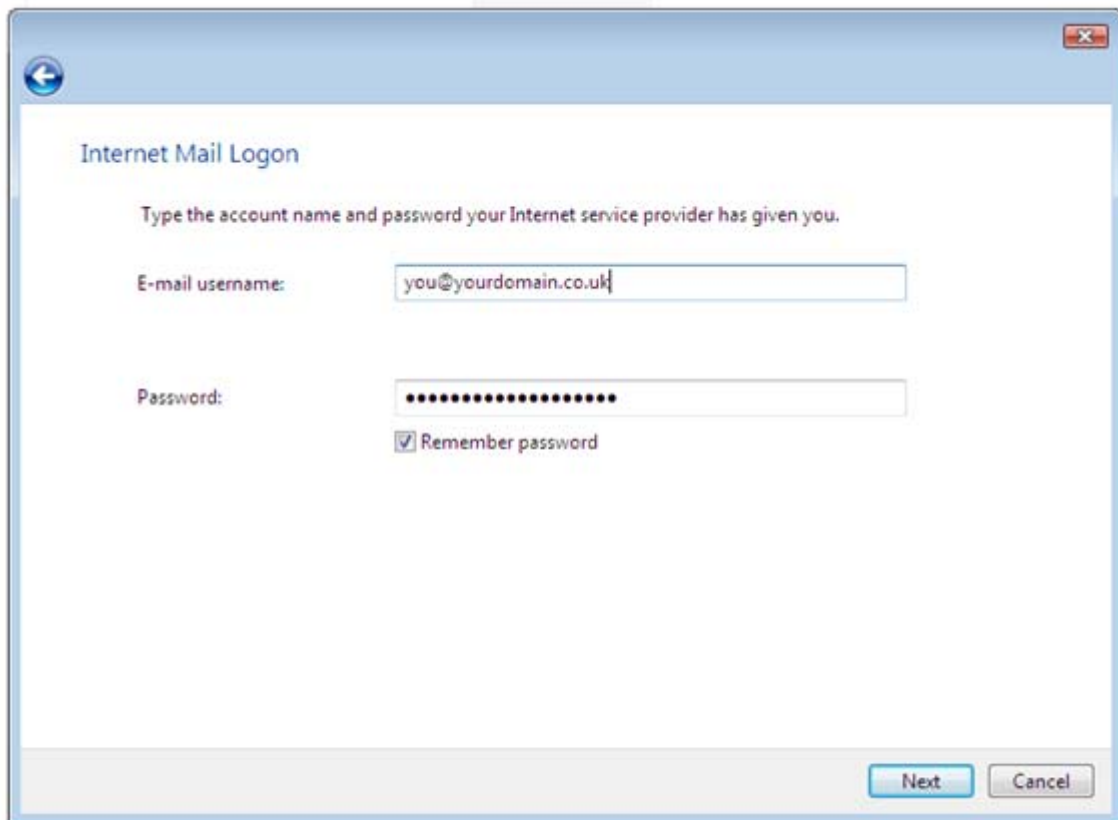 Internet Mail Logon
Type the account name and password your Internet service provider has given you.
E-mail username:
you@yourdomain.co.uk
Password:
●●●●●●●●●●●●●●●●●●●
Remember password
Next
Cancel